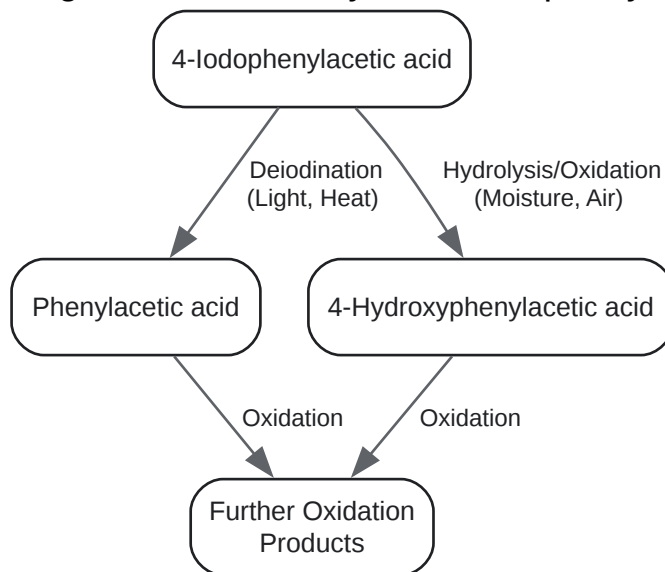 4-Iodophenylacetic acid
Deiodination
(Light, Heat)
Hydrolysis/Oxidation
(Moisture, Air)
Phenylacetic acid
4-Hydroxyphenylacetic acid
Oxidation
Oxidation
Further Oxidation
Products